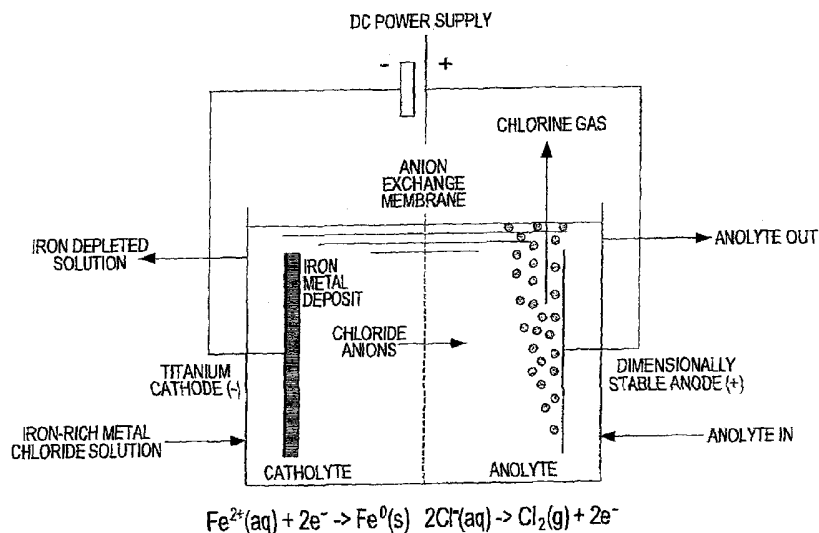 DC POWER SUPPLY
- +
CHLORINE GAS
ANION
EXCHANGE
MEMBRANE
IRON DEPLETED
SOLUTION
ANOLYTE OUT
IRON
METAL
DEPOSIT
CHLORIDE
ANIONS
TITANIUM
CATHODE (-)
DIMENSIONALLY
STABLE ANODE (+)
IRON-RICH METAL
CHLORIDE SOLUTION
ANOLYTE IN
CATHOLYTE
ANOLYTE
Fe²⁺(aq) + 2e⁻ -> Fe⁰(s) 2Cl⁻(aq) -> Cl₂(g) + 2e⁻